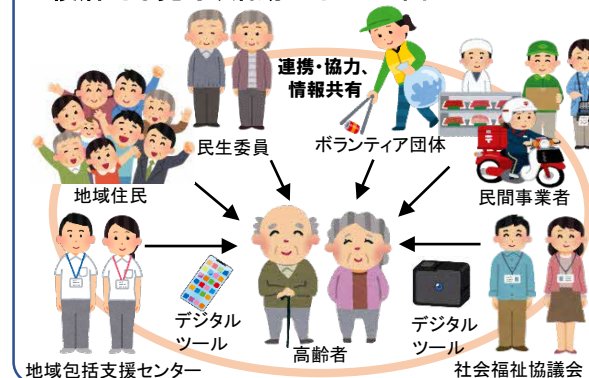 連携・協力、
情報共有
民生委員
ボランティア団体
地域住民
民間事業者
デジタル
ツール
高齢者
デジタル
ツール
地域包括支援センター
社会福祉協議会